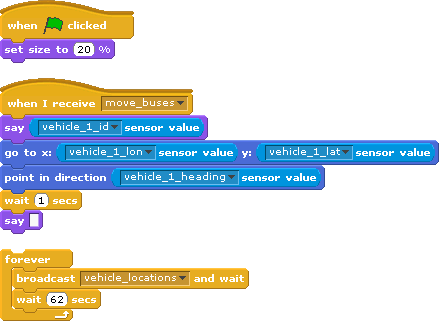 when clicked
set size to 20 %
when I receive move_buses
say vehicle_1_id sensor value
go to x: vehicle_1_lon sensor value y: vehicle_1_lat sensor value
point in direction vehicle_1_heading sensor value
wait 1 secs
say
forever
broadcast vehicle_locations and wait
wait 62 secs